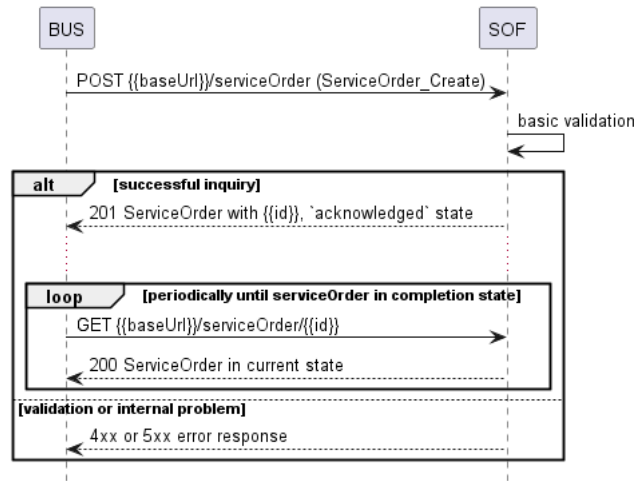 BUS SOF
POST {{baseUrl}}/serviceOrder (ServiceOrder_Create)
basic validation
alt [successful inquiry]
201 ServiceOrder with {{id}}, `acknowledged` state
loop [periodically until serviceOrder in completion state]
GET {{baseUrl}}/serviceOrder/{{id}}
200 ServiceOrder in current state
[validation or internal problem]
4xx or 5xx error response